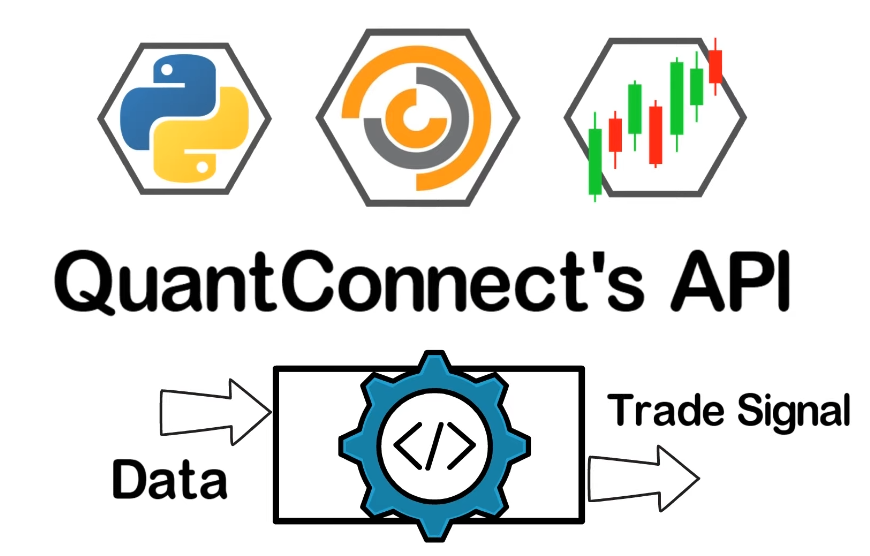 QuantConnect's API
</>
Trade Signal
Data